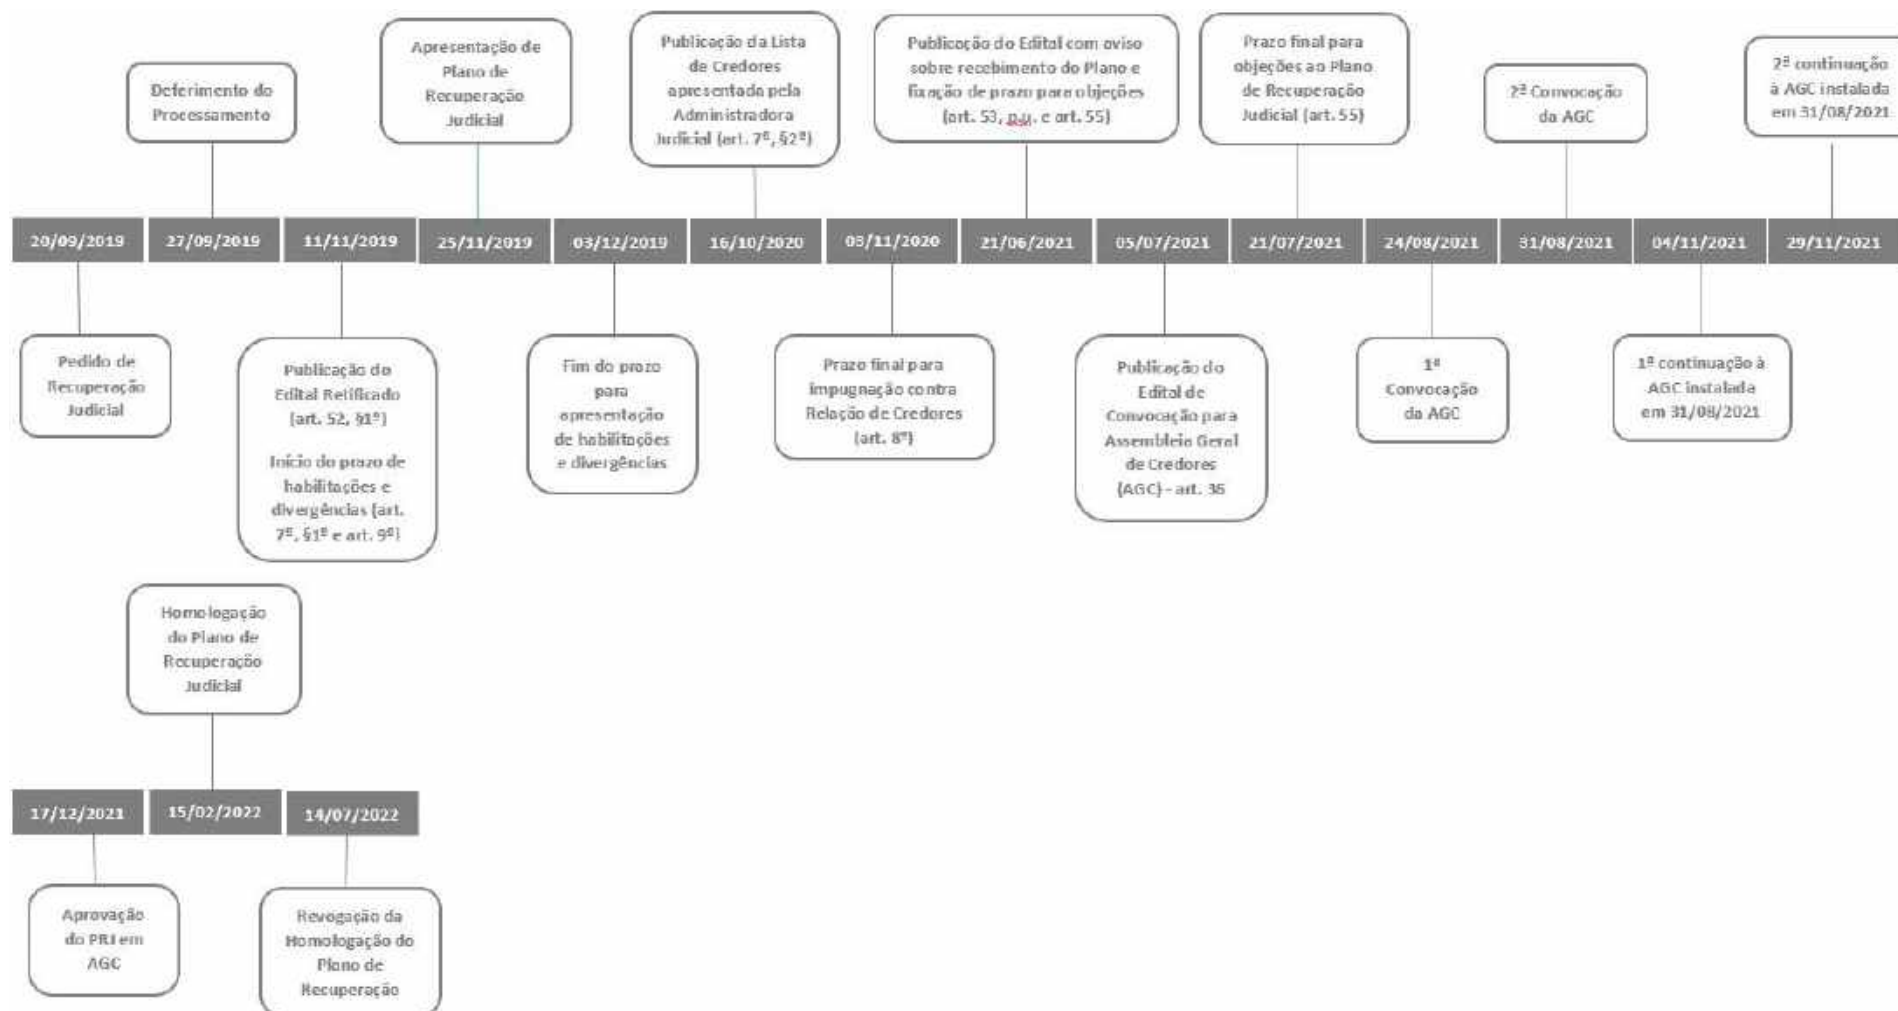 Deferimento do
Processamento
Apresentação de
Plano de
Recuperação
Judicial
Publicação da Lista
de Credores
apresentada pela
Administradora
Judicial (art. 7º, §2º)
Publicação do Edital com aviso
sobre recebimento do Plano e
fixação de prazo para objeções
(art. 53, p.u. e art. 55)
Prazo final para
objeções ao Plano
de Recuperação
Judicial (art. 55)
2ª Convocação
da AGC
2ª continuação
à AGC instalada
em 31/08/2021
20/09/2019
27/09/2019
11/11/2019
25/11/2019
03/12/2019
16/10/2020
03/11/2020
21/06/2021
05/07/2021
21/07/2021
24/08/2021
31/08/2021
04/11/2021
29/11/2021
Pedido de
Recuperação
Judicial
Publicação do
Edital Retificado
(art. 52, §1º)
Início do prazo de
habilitações e
divergências (art.
7º, §1º e art. 9º)
Fim do prazo
para
apresentação
de habilitações
e divergências
Prazo final para
impugnação contra
Relação de Credores
(art. 8º)
Publicação do
Edital de
Convocação para
Assembleia Geral
de Credores
(AGC) - art. 36
1ª
Convocação
da AGC
1ª continuação à
AGC instalada
em 31/08/2021
Homologação
do Plano de
Recuperação
Judicial
17/12/2021
15/02/2022
14/07/2022
Aprovação
do PRJ em
AGC
Revogação da
Homologação do
Plano de
Recuperação